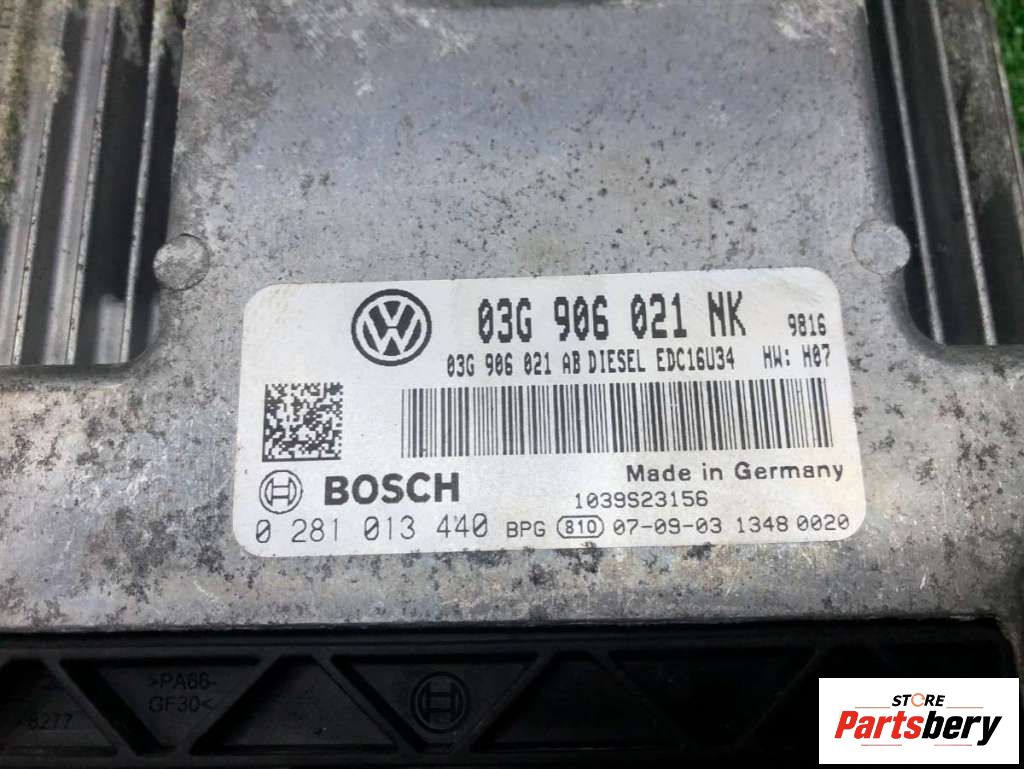 03G 906 021 NK 9816
03G 906 021 AB DIESEL EDC16U34 HW: H07
Made in Germany
BOSCH 1039S23156
0 281 013 440 BPG 810 07-09-03 1348 0020
>PA66-
GF30<
8277
STORE
Partsbery